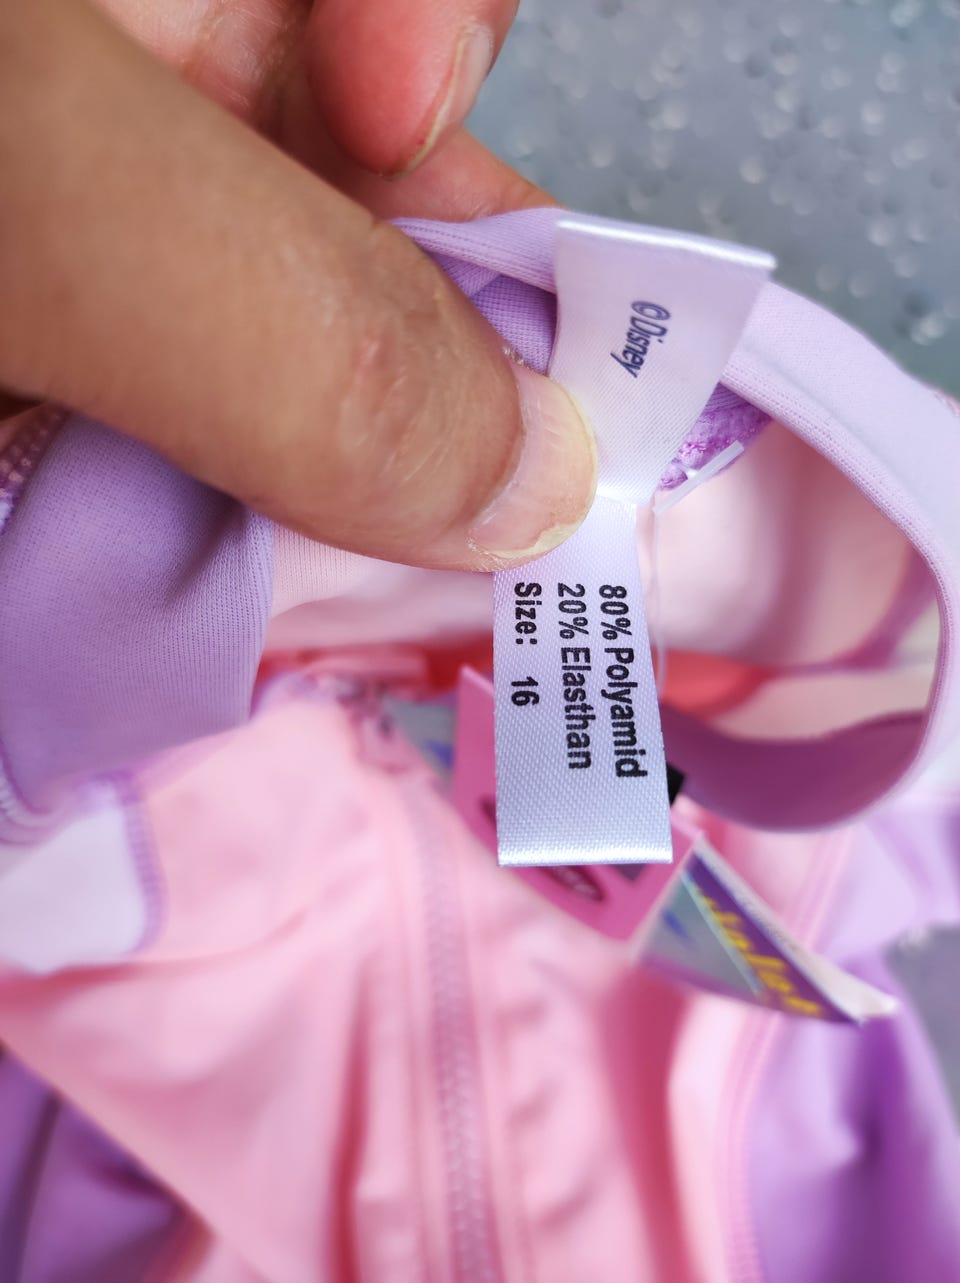 ©Disney
80% Polyamid
20% Elasthan
Size: 16